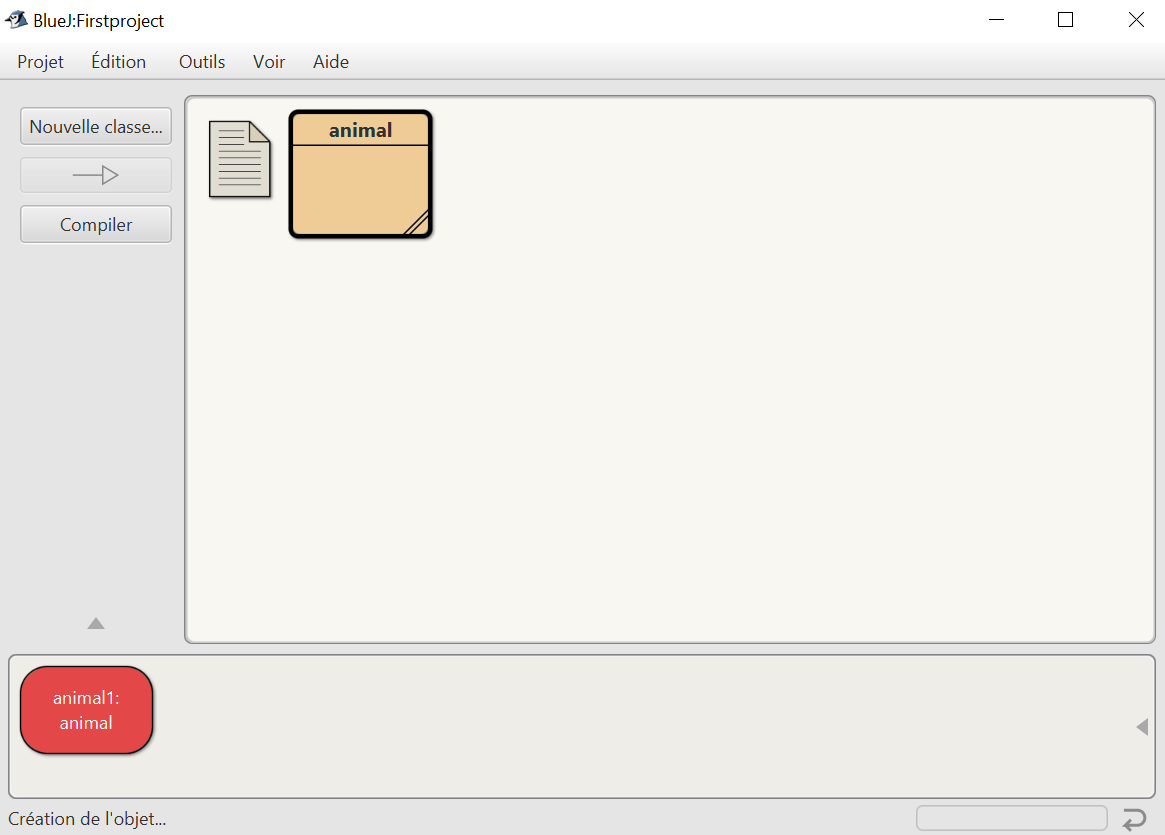 BlueJ:Firstproject
Projet Édition Outils Voir Aide
Nouvelle classe...
Compiler
animal
animal1:
animal
Création de l'objet...